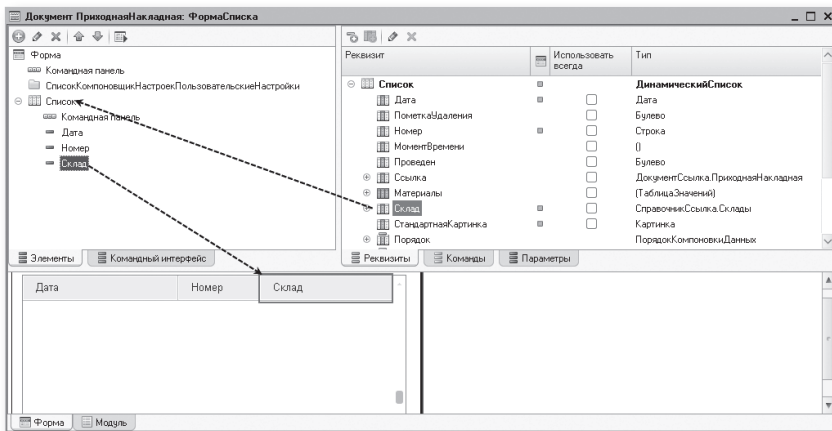 Документ ПриходнаяНакладная: ФормаСписка
Форма
Командная панель
СписокКомпоновщикНастроекПользовательскиеНастройки
Список
Командная панель
Дата
Номер
Склад
Элементы
Командный интерфейс
Реквизит
Использовать всегда
Тип
Список
ДинамическийСписок
Дата
Дата
ПометкаУдаления
Булево
Номер
Строка
МоментВремени
()
Проведен
Булево
Ссылка
ДокументСсылка.ПриходнаяНакладная
Материалы
(ТаблицаЗначений)
Склад
СправочникСсылка.Склады
СтандартнаяКартинка
Картинка
Порядок
ПорядокКомпоновкиДанных
Реквизиты
Команды
Параметры
Дата
Номер
Склад
Форма
Модуль